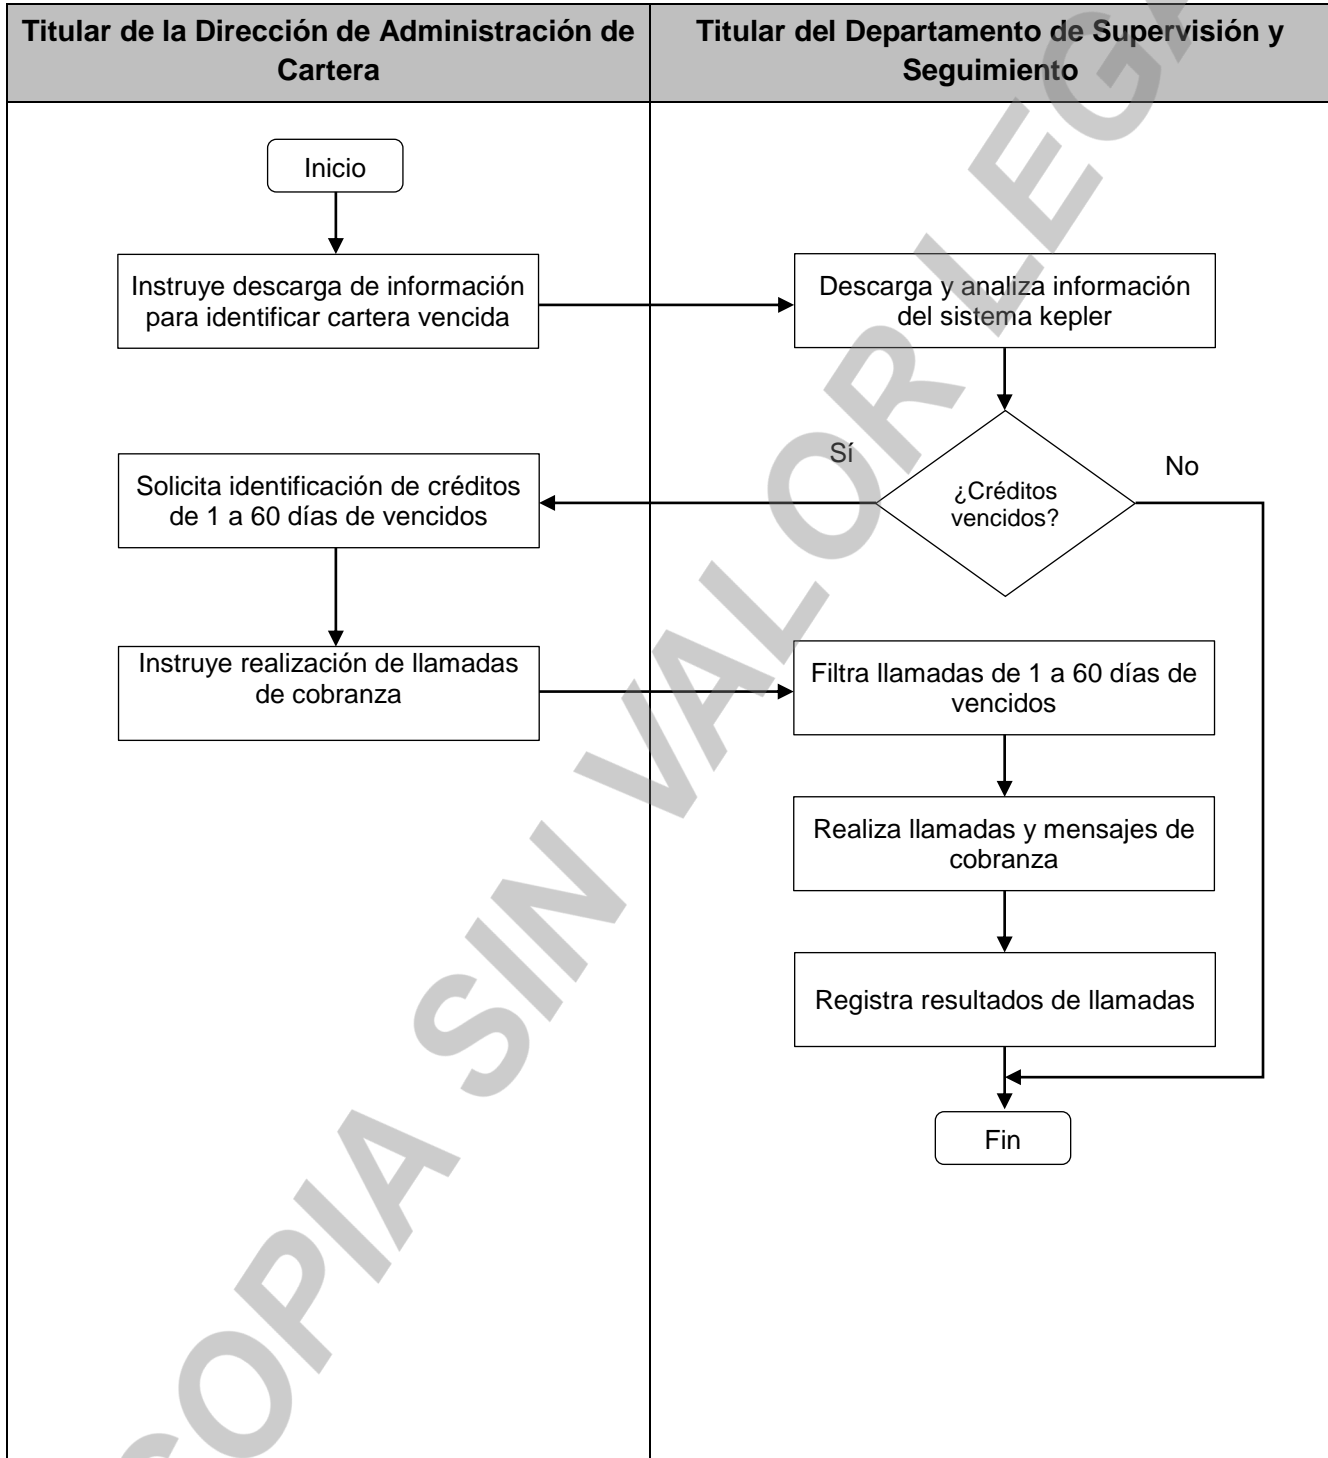 Titular de la Dirección de Administración de
Cartera
Titular del Departamento de Supervisión y
Seguimiento
Inicio
Instruye descarga de información
para identificar cartera vencida
Descarga y analiza información
del sistema kepler
Sí
No
¿Créditos
vencidos?
Solicita identificación de créditos
de 1 a 60 días de vencidos
Instruye realización de llamadas
de cobranza
Filtra llamadas de 1 a 60 días de
vencidos
Realiza llamadas y mensajes de
cobranza
Registra resultados de llamadas
Fin
COPIA SIN VALOR LEGAL